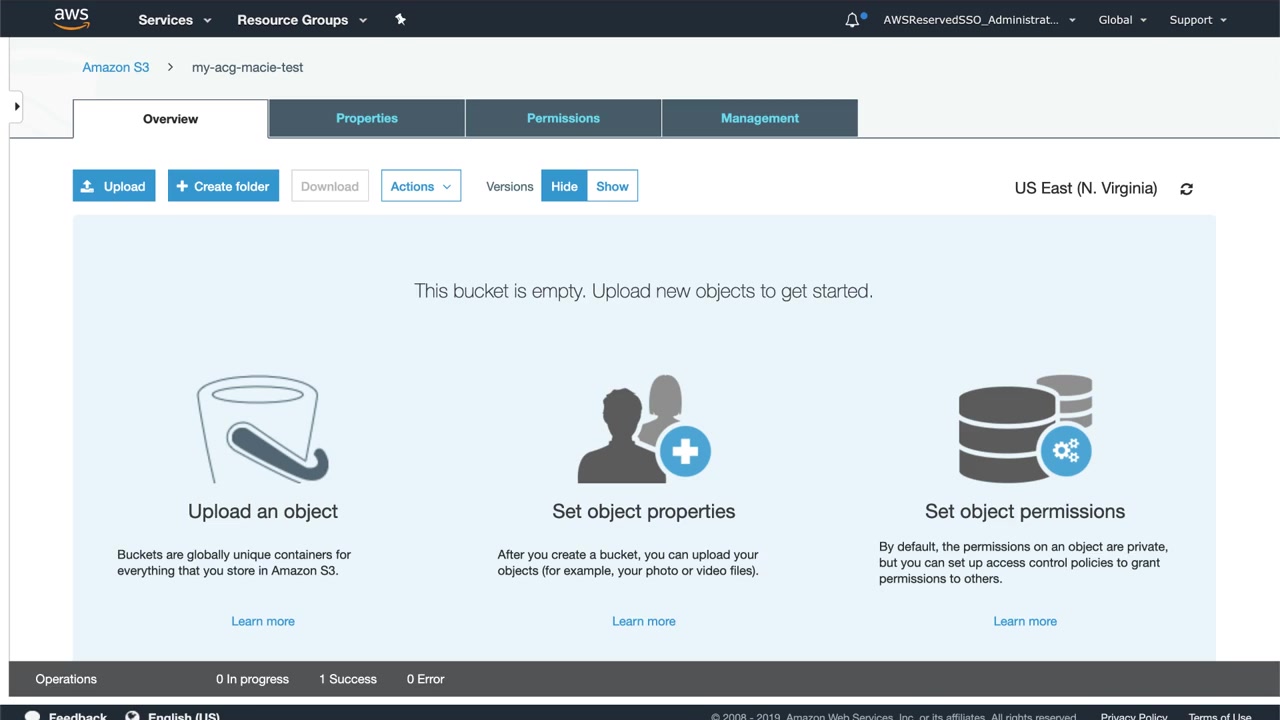 aws
Services
Resource Groups
AWSReservedSSO_Administrat...
Global
Support
Amazon S3
my-acg-macie-test
Overview
Properties
Permissions
Management
Upload
Create folder
Download
Actions
Versions
Hide
Show
US East (N. Virginia)
This bucket is empty. Upload new objects to get started.
Upload an object
Buckets are globally unique containers for
everything that you store in Amazon S3.
Learn more
Set object properties
After you create a bucket, you can upload your
objects (for example, your photo or video files).
Learn more
Set object permissions
By default, the permissions on an object are private,
but you can set up access control policies to grant
permissions to others.
Learn more
Operations
0 In progress
1 Success
0 Error
Feedback
English (US)
© 2008 - 2019, Amazon Web Services, Inc. or its affiliates. All rights reserved.
Privacy Policy
Terms of Use